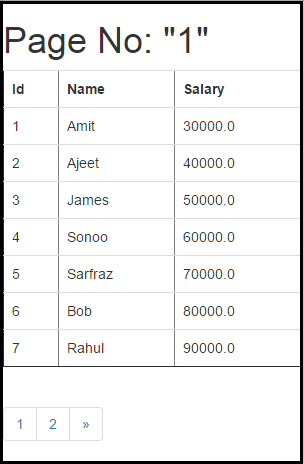 Page No: "1"
Id Name Salary
1 Amit 30000.0
2 Ajeet 40000.0
3 James 50000.0
4 Sonoo 60000.0
5 Sarfraz 70000.0
6 Bob 80000.0
7 Rahul 90000.0
1 2 »